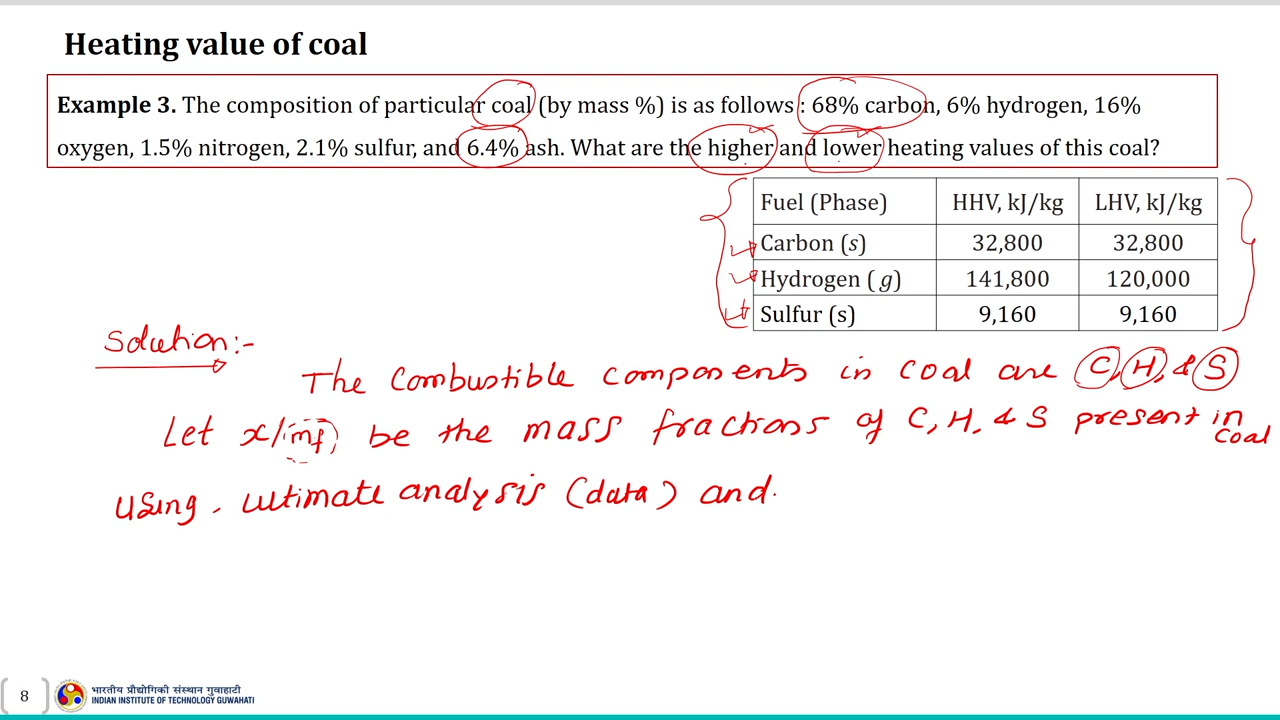 Heating value of coal
Example 3. The composition of particular coal (by mass %) is as follows : 68% carbon, 6% hydrogen, 16%
oxygen, 1.5% nitrogen, 2.1% sulfur, and 6.4% ash. What are the higher and lower heating values of this coal?
Fuel (Phase) HHV, kJ/kg LHV, kJ/kg
Carbon (s) 32,800 32,800
Hydrogen ( g) 141,800 120,000
Sulfur (s) 9,160 9,160
Solution:-
The combustible components in coal are C, H, & S
Let x/mf be the mass fractions of C, H, & S present in coal
Using, ultimate analysis (data) and
8
भारतीय प्रौद्योगिकी संस्थान गुवाहाटी
INDIAN INSTITUTE OF TECHNOLOGY GUWAHATI